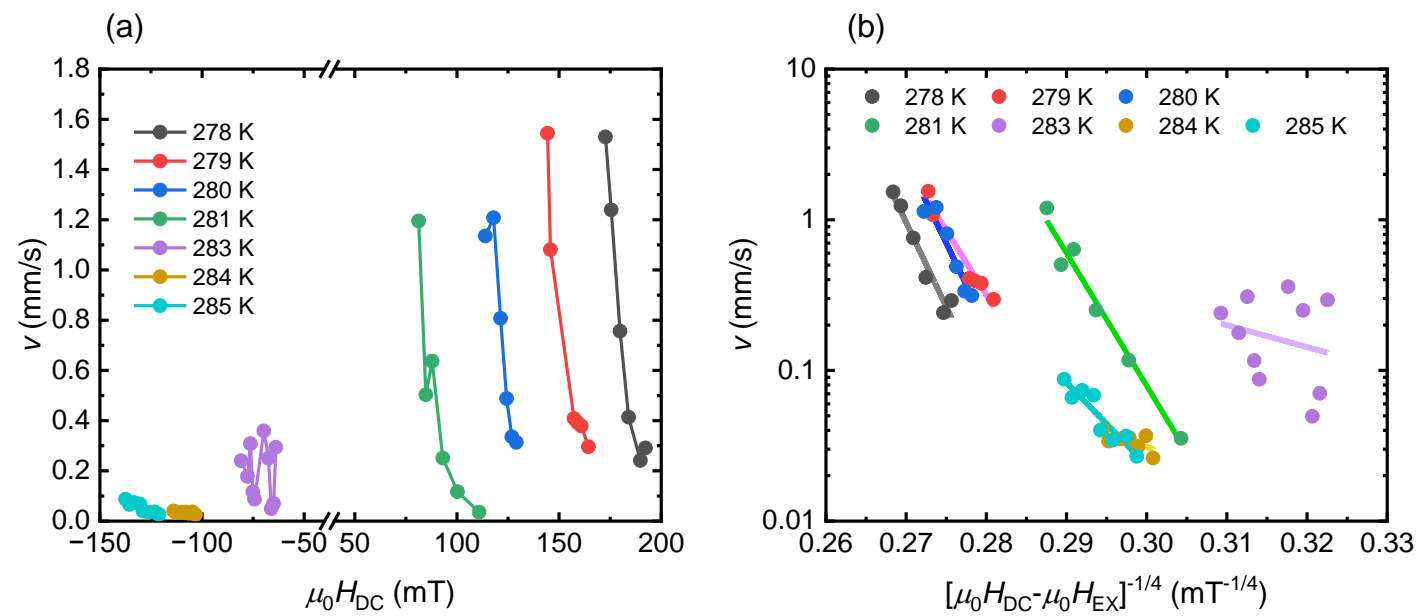 (a)
1.8
1.6
1.4
1.2
1.0
0.8
0.6
0.4
0.2
0.0
v (mm/s)
278 K
279 K
280 K
281 K
283 K
284 K
285 K
−150 −100 −50 50 100 150 200
μ₀H_DC (mT)
(b)
10
1
0.1
0.01
v (mm/s)
278 K 279 K 280 K
281 K 283 K 284 K 285 K
0.26 0.27 0.28 0.29 0.30 0.31 0.32 0.33
[μ₀H_DC-μ₀H_EX]^-1/4 (mT^-1/4)